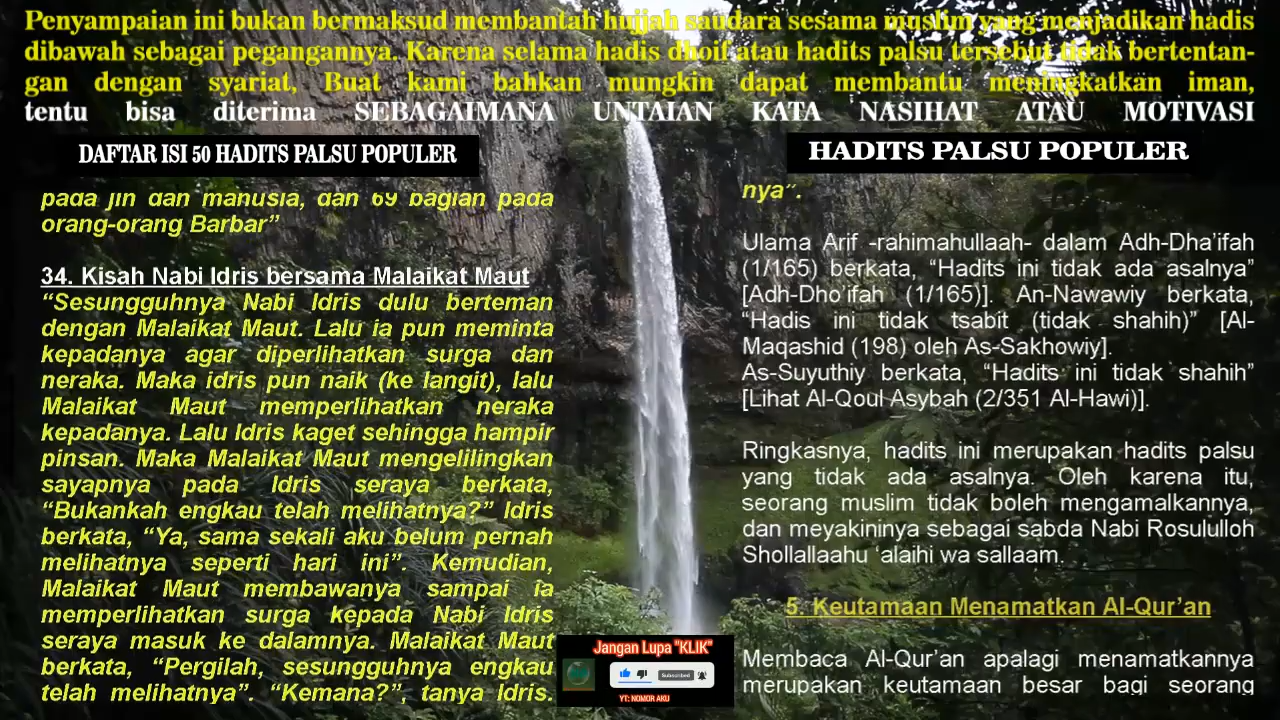 Penyampaian ini bukan bermaksud membantah hujjah saudara sesama muslim yang menjadikan hadis
dibawah sebagai pegangannya. Karena selama hadis dhoif atau hadits palsu tersebut tidak bertentan-
gan dengan syariat, Buat kami bahkan mungkin dapat membantu meningkatkan iman,
tentu bisa diterima SEBAGAIMANA UNTAIAN KATA NASIHAT ATAU MOTIVASI
DAFTAR ISI 50 HADITS PALSU POPULER
pada jin dan manusia, dan 69 bagian pada
orang-orang Barbar”
34. Kisah Nabi Idris bersama Malaikat Maut
“Sesungguhnya Nabi Idris dulu berteman
dengan Malaikat Maut. Lalu ia pun meminta
kepadanya agar diperlihatkan surga dan
neraka. Maka idris pun naik (ke langit), lalu
Malaikat Maut memperlihatkan neraka
kepadanya. Lalu Idris kaget sehingga hampir
pinsan. Maka Malaikat Maut mengelilingkan
sayapnya pada Idris seraya berkata,
“Bukankah engkau telah melihatnya?” Idris
berkata, “Ya, sama sekali aku belum pernah
melihatnya seperti hari ini”. Kemudian,
Malaikat Maut membawanya sampai ia
memperlihatkan surga kepada Nabi Idris
seraya masuk ke dalamnya. Malaikat Maut
berkata, “Pergilah, sesungguhnya engkau
telah melihatnya”. “Kemana?”, tanya Idris.
HADITS PALSU POPULER
nya”.
Ulama Arif -rahimahullaah- dalam Adh-Dha’ifah
(1/165) berkata, “Hadits ini tidak ada asalnya”
[Adh-Dho’ifah (1/165)]. An-Nawawiy berkata,
“Hadis ini tidak tsabit (tidak shahih)” [Al-
Maqashid (198) oleh As-Sakhowiy].
As-Suyuthiy berkata, “Hadits ini tidak shahih”
[Lihat Al-Qoul Asybah (2/351 Al-Hawi)].
Ringkasnya, hadits ini merupakan hadits palsu
yang tidak ada asalnya. Oleh karena itu,
seorang muslim tidak boleh mengamalkannya,
dan meyakininya sebagai sabda Nabi Rosululloh
Shollallaahu ‘alaihi wa sallaam.
5. Keutamaan Menamatkan Al-Qur’an
Membaca Al-Qur’an apalagi menamatkannya
merupakan keutamaan besar bagi seorang
Jangan Lupa "KLIK"
Subscribed
YT: NOMOR AKU